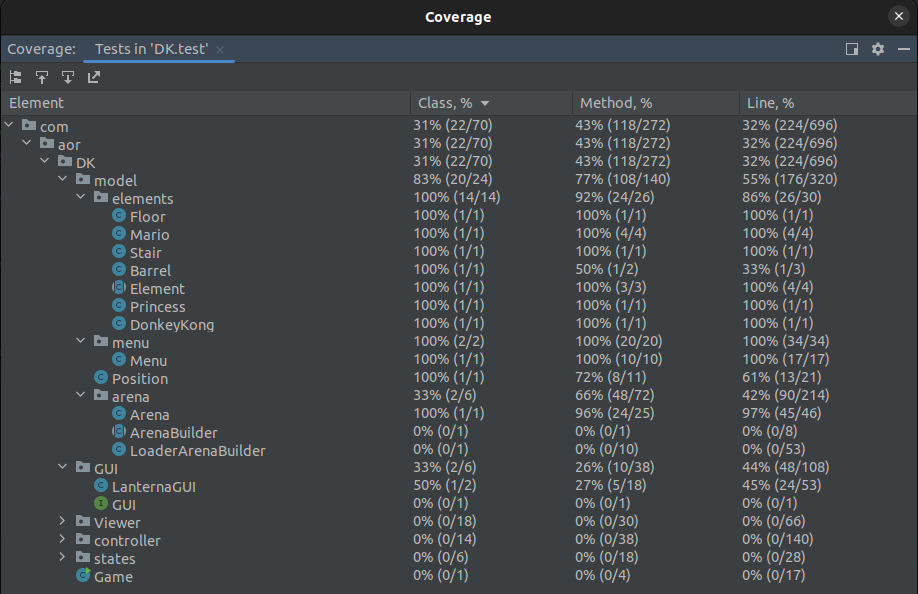 Coverage
Coverage: Tests in 'DK.test'
Element Class, % Method, % Line, %
com 31% (22/70) 43% (118/272) 32% (224/696)
aor 31% (22/70) 43% (118/272) 32% (224/696)
DK 31% (22/70) 43% (118/272) 32% (224/696)
model 83% (20/24) 77% (108/140) 55% (176/320)
elements 100% (14/14) 92% (24/26) 86% (26/30)
Floor 100% (1/1) 100% (1/1) 100% (1/1)
Mario 100% (1/1) 100% (4/4) 100% (4/4)
Stair 100% (1/1) 100% (1/1) 100% (1/1)
Barrel 100% (1/1) 50% (1/2) 33% (1/3)
Element 100% (1/1) 100% (3/3) 100% (4/4)
Princess 100% (1/1) 100% (1/1) 100% (1/1)
DonkeyKong 100% (1/1) 100% (1/1) 100% (1/1)
menu 100% (2/2) 100% (20/20) 100% (34/34)
Menu 100% (1/1) 100% (10/10) 100% (17/17)
Position 100% (1/1) 72% (8/11) 61% (13/21)
arena 33% (2/6) 66% (48/72) 42% (90/214)
Arena 100% (1/1) 96% (24/25) 97% (45/46)
ArenaBuilder 0% (0/1) 0% (0/1) 0% (0/8)
LoaderArenaBuilder 0% (0/1) 0% (0/10) 0% (0/53)
GUI 33% (2/6) 26% (10/38) 44% (48/108)
LanternaGUI 50% (1/2) 27% (5/18) 45% (24/53)
GUI 0% (0/1) 0% (0/1) 0% (0/1)
Viewer 0% (0/18) 0% (0/30) 0% (0/66)
controller 0% (0/14) 0% (0/38) 0% (0/140)
states 0% (0/6) 0% (0/18) 0% (0/28)
Game 0% (0/1) 0% (0/4) 0% (0/17)